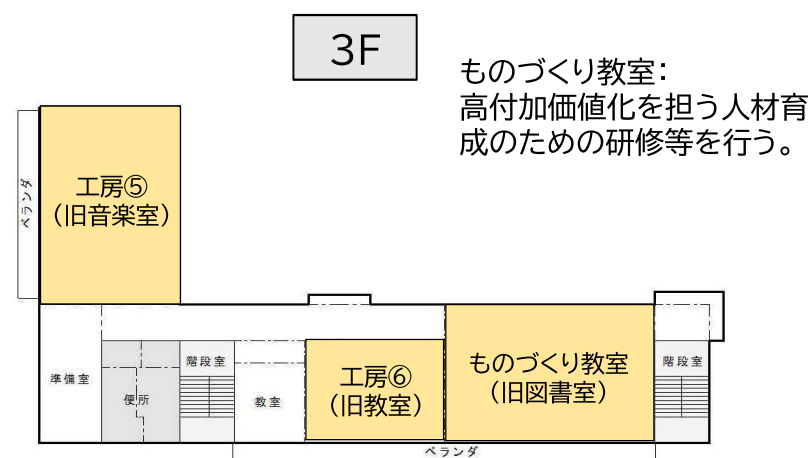 3F
ものづくり教室：
高付加価値化を担う人材育
成のための研修等を行う。
ベランダ
工房⑤
（旧音楽室）
準備室
便所
階段室
教室
工房⑥
（旧教室）
ものづくり教室
（旧図書室）
階段室
ベランダ